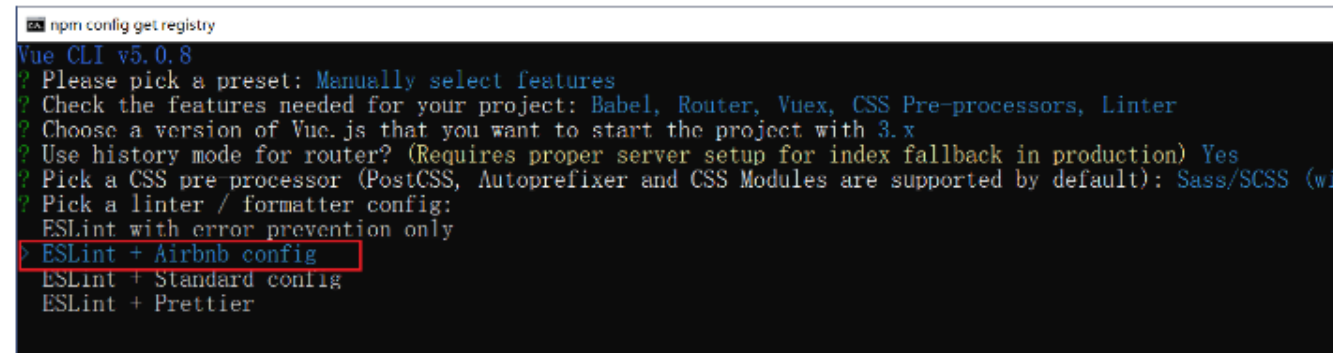 npm config get registry
Vue CLI v5.0.8
? Please pick a preset: Manually select features
? Check the features needed for your project: Babel, Router, Vuex, CSS Pre-processors, Linter
? Choose a version of Vue.js that you want to start the project with 3.x
? Use history mode for router? (Requires proper server setup for index fallback in production) Yes
? Pick a CSS pre-processor (PostCSS, Autoprefixer and CSS Modules are supported by default): Sass/SCSS (wi
? Pick a linter / formatter config:
ESLint with error prevention only
> ESLint + Airbnb config
ESLint + Standard config
ESLint + Prettier